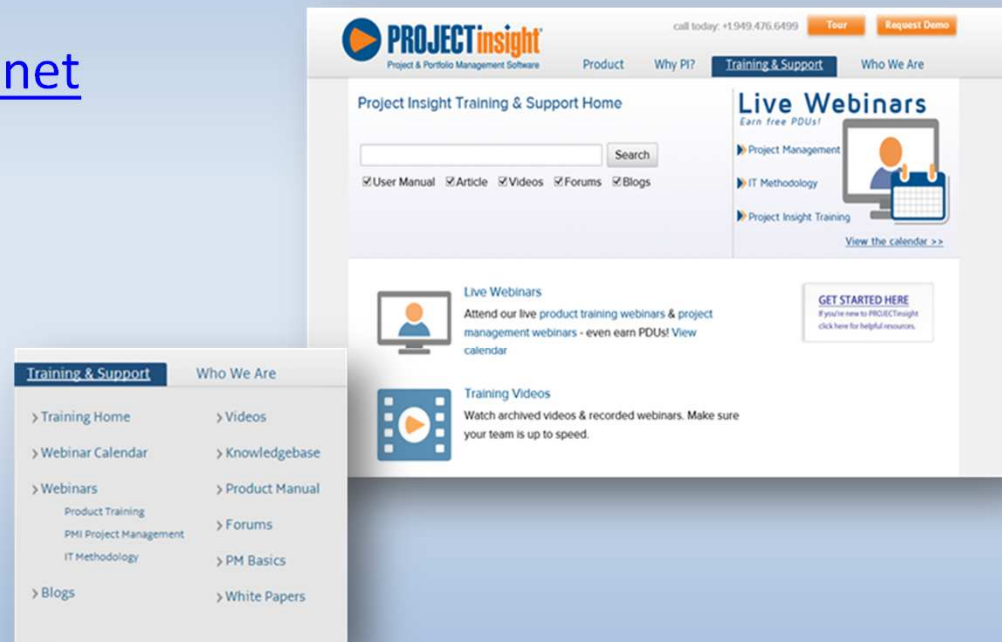 net
PROJECTinsight
Project & Portfolio Management Software
call today: +1.949.476.6499
Tour
Request Demo
Product
Why PI?
Training & Support
Who We Are
Project Insight Training & Support Home
Search
User Manual
Article
Videos
Forums
Blogs
Live Webinars
Earn free PDUs!
Project Management
IT Methodology
Project Insight Training
View the calendar >>
Live Webinars
Attend our live product training webinars & project
management webinars - even earn PDUs! View
calendar
GET STARTED HERE
If you're new to PROJECTinsight
click here for helpful resources.
Training Videos
Watch archived videos & recorded webinars. Make sure
your team is up to speed.
Training & Support
Who We Are
> Training Home
> Webinar Calendar
> Webinars
Product Training
PMI Project Management
IT Methodology
> Blogs
> Videos
> Knowledgebase
> Product Manual
> Forums
> PM Basics
> White Papers